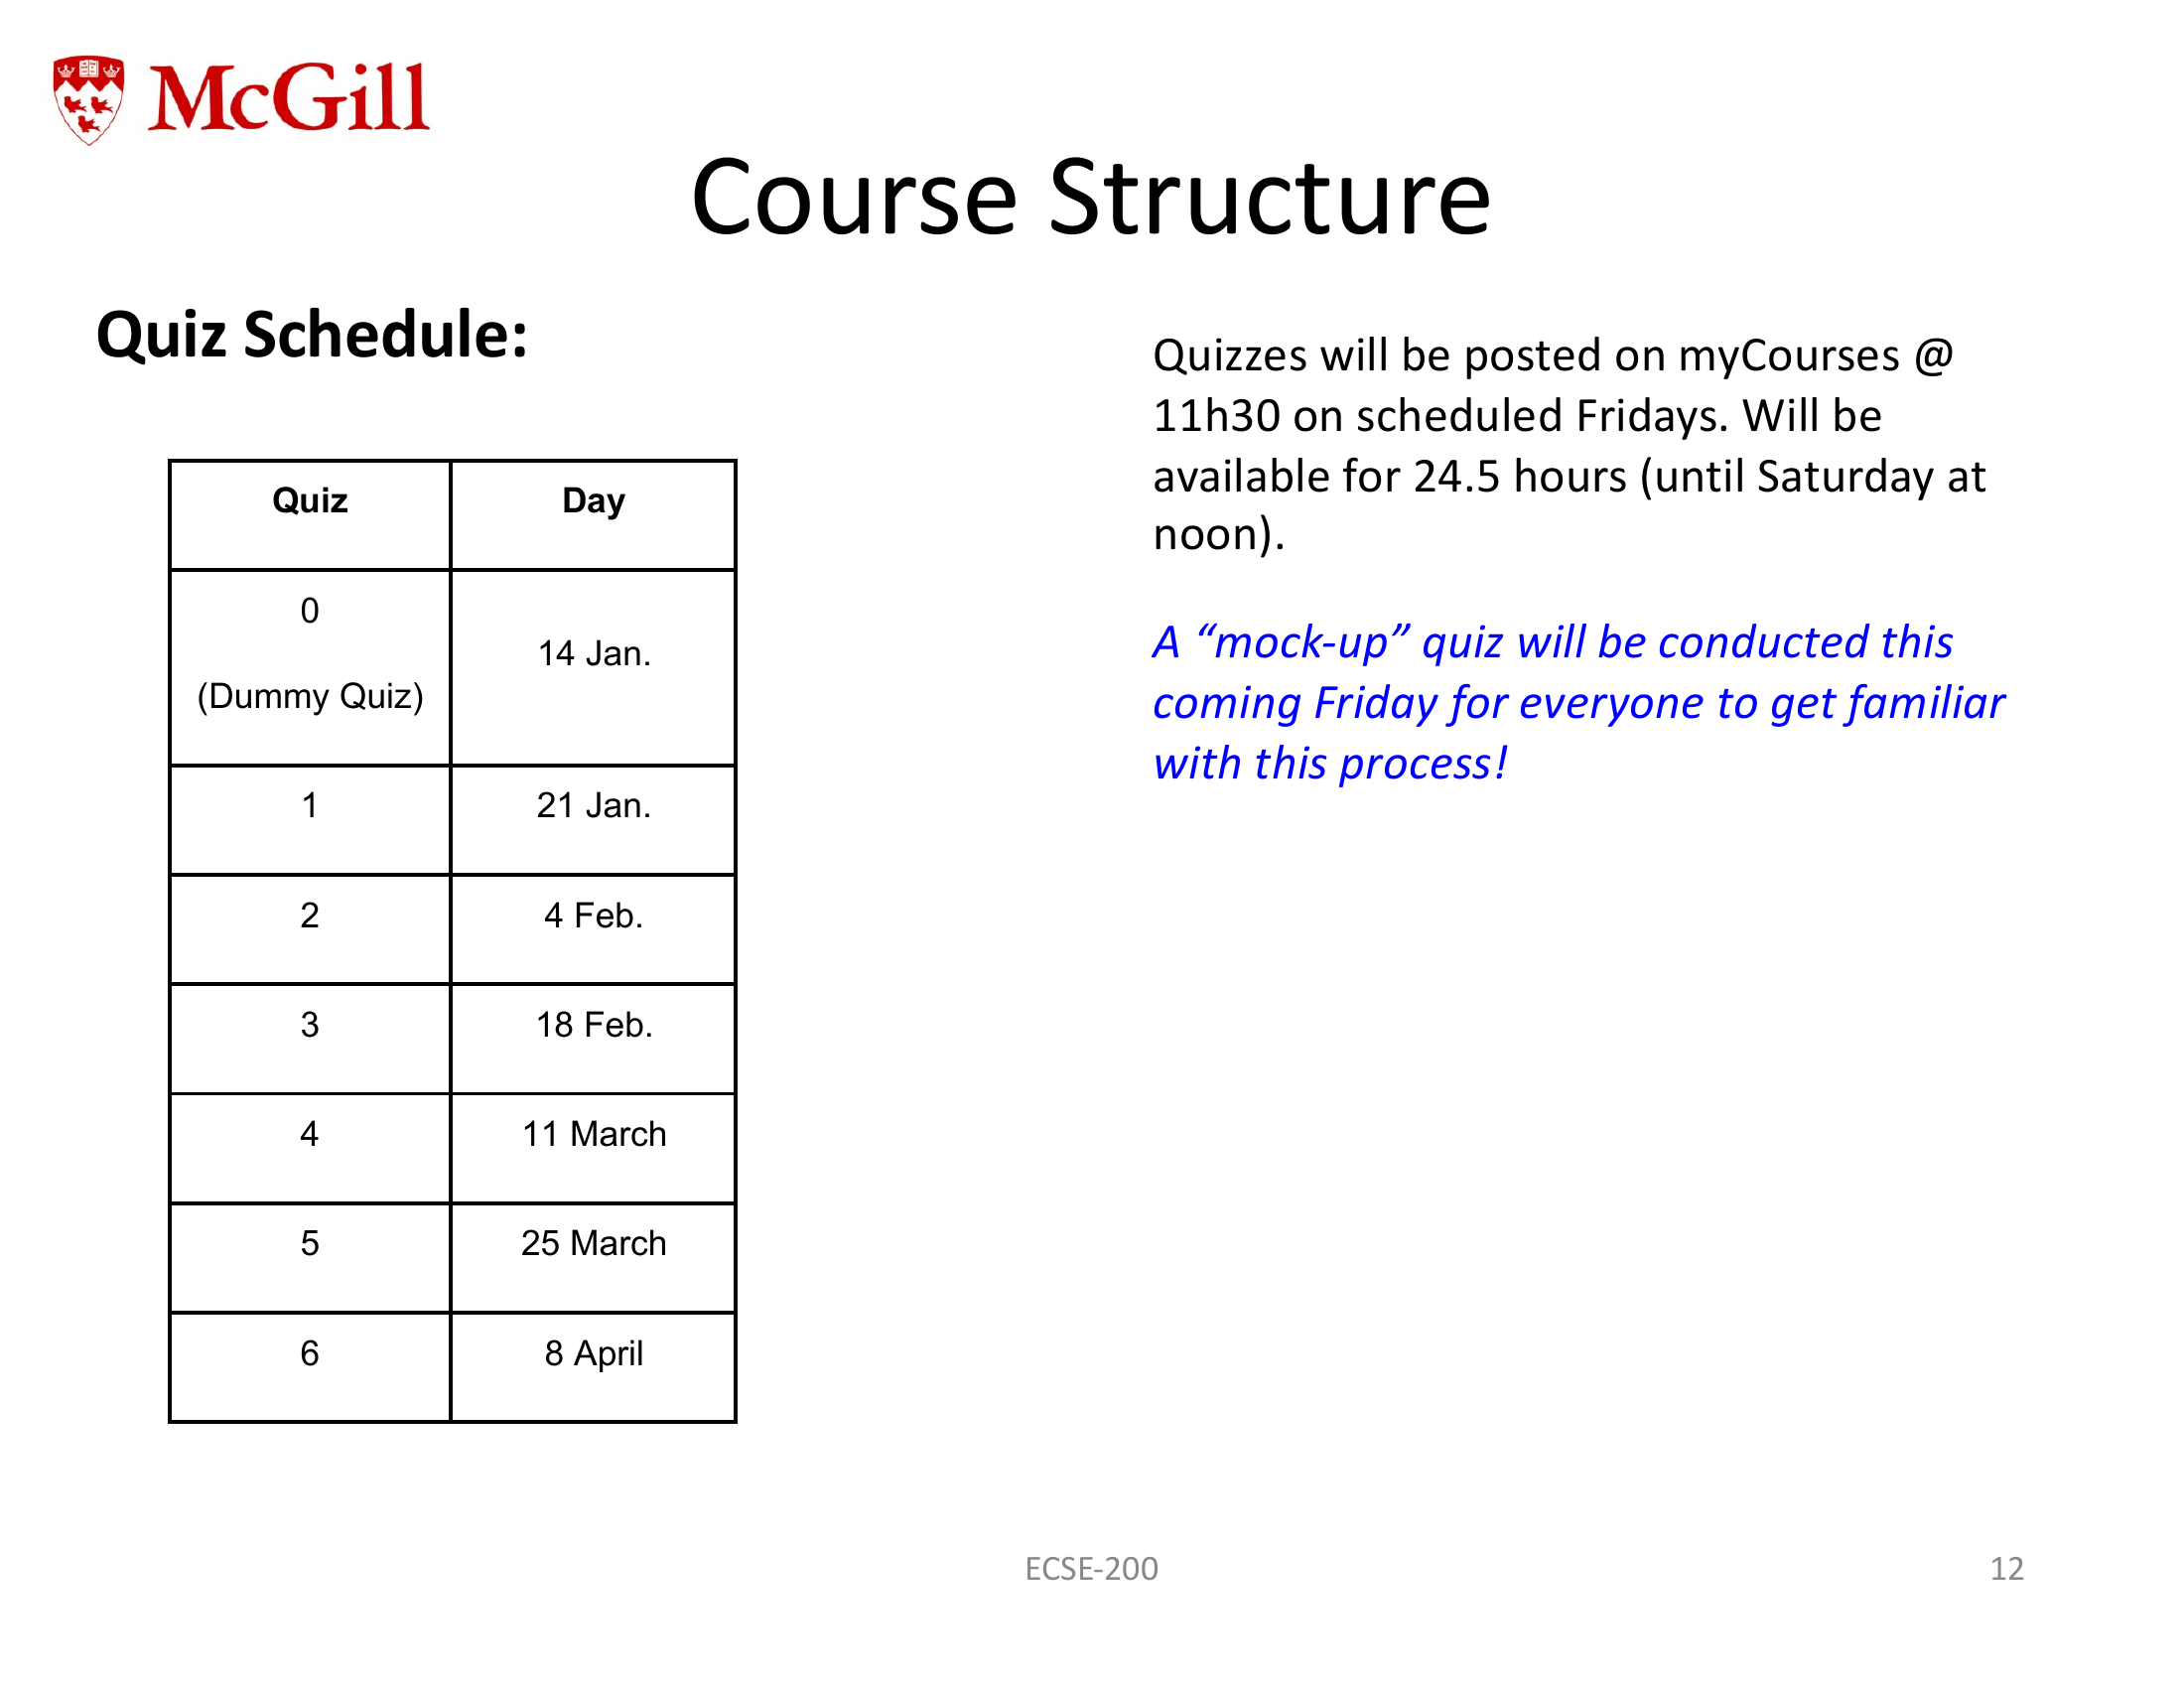 McGill
Course Structure
Quiz Schedule:
Quiz Day
0
(Dummy Quiz)
14 Jan.
1 21 Jan.
2 4 Feb.
3 18 Feb.
4 11 March
5 25 March
6 8 April
Quizzes will be posted on myCourses @
11h30 on scheduled Fridays. Will be
available for 24.5 hours (until Saturday at
noon).
A “mock-up” quiz will be conducted this
coming Friday for everyone to get familiar
with this process!
ECSE-200
12